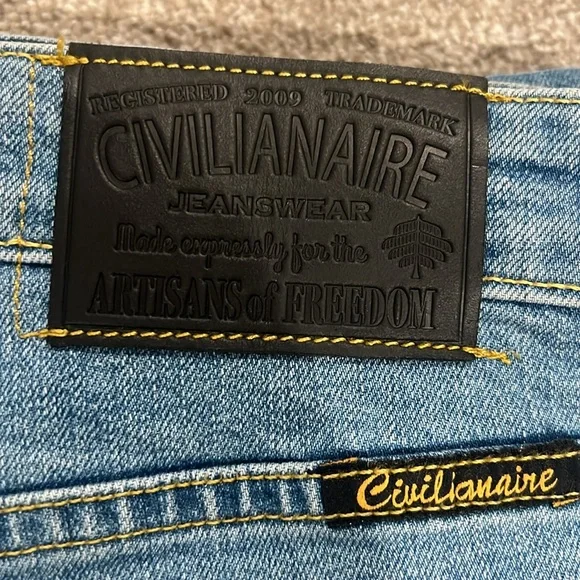 REGISTERED 2009 TRADEMARK
CIVILIANAIRE
JEANSWEAR
Made expressly for the
ARTISANS of FREEDOM
Civilianaire